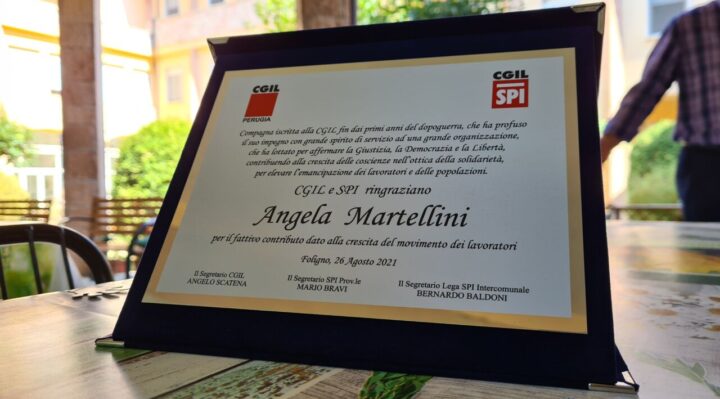 CGIL
PERUGIA
CGIL
SPI
Compagna iscritta alla CGIL fin dai primi anni del dopoguerra, che ha profuso
il suo impegno con grande spirito di servizio ad una grande organizzazione,
che ha lottato per affermare la Giustizia, la Democrazia e la Libertà,
contribuendo alla crescita delle coscienze nell'ottica della solidarietà,
per elevare l'emancipazione dei lavoratori e delle popolazioni.
CGIL e SPI ringraziano
Angela Martellini
per il fattivo contributo dato alla crescita del movimento dei lavoratori
Foligno, 26 Agosto 2021
Il Segretario CGIL
ANGELO SCATENA
Il Segretario SPI Prov.le
MARIO BRAVI
Il Segretario Lega SPI Intercomunale
BERNARDO BALDONI